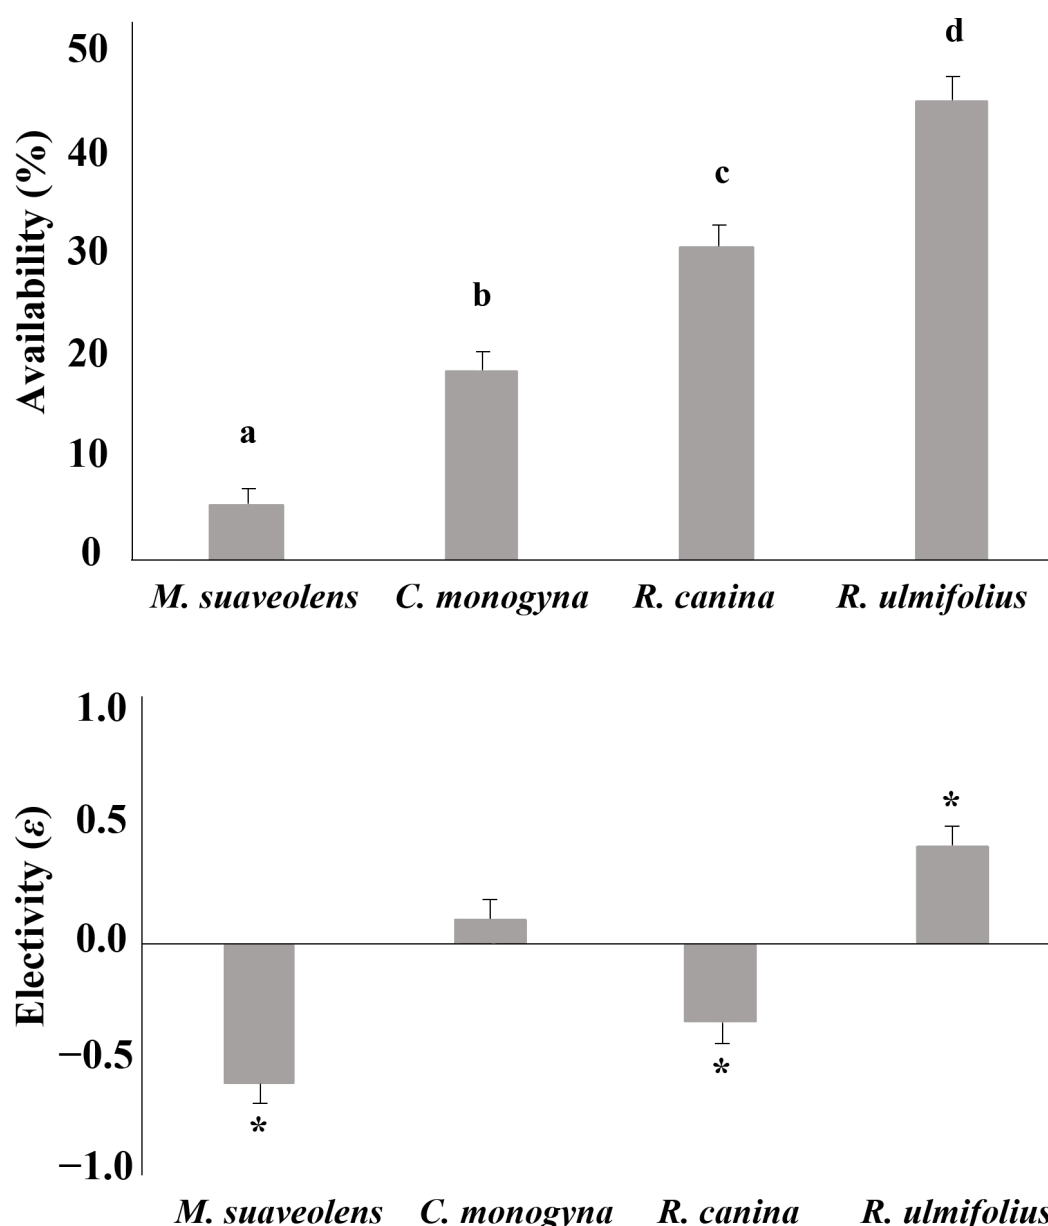 50
40
30
20
10
0
Availability (%)
a
b
c
d
M. suaveolens C. monogyna R. canina R. ulmifolius
1.0
0.5
0.0
−0.5
−1.0
Electivity (ε)
*
*
*
M. suaveolens C. monogyna R. canina R. ulmifolius